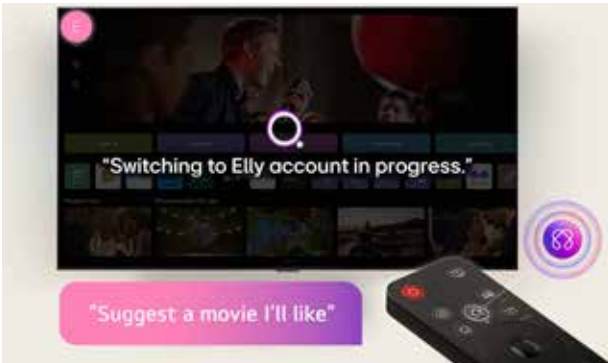 E
"Switching to Elly account in progress."
"Suggest a movie I'll like"